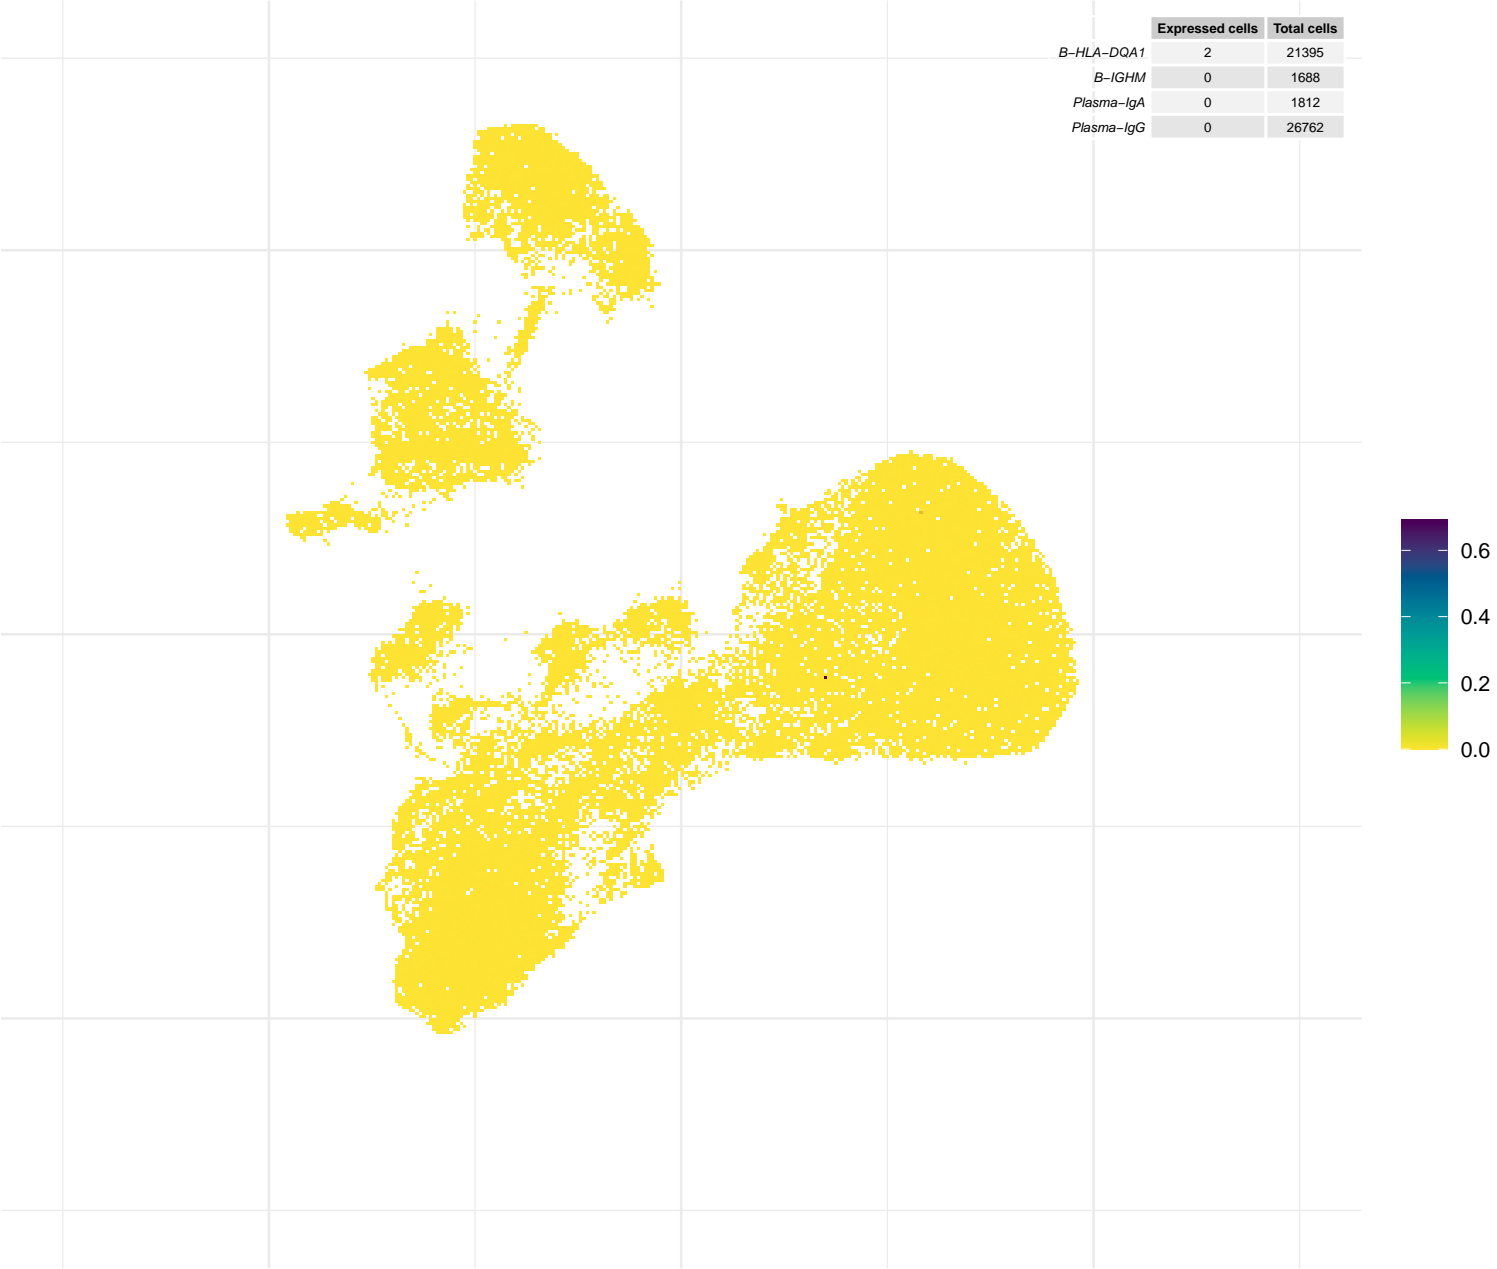 Expressed cells Total cells
B−HLA−DQA1 2 21395
B−IGHM 0 1688
Plasma−IgA 0 1812
Plasma−IgG 0 26762
0.6
0.4
0.2
0.0